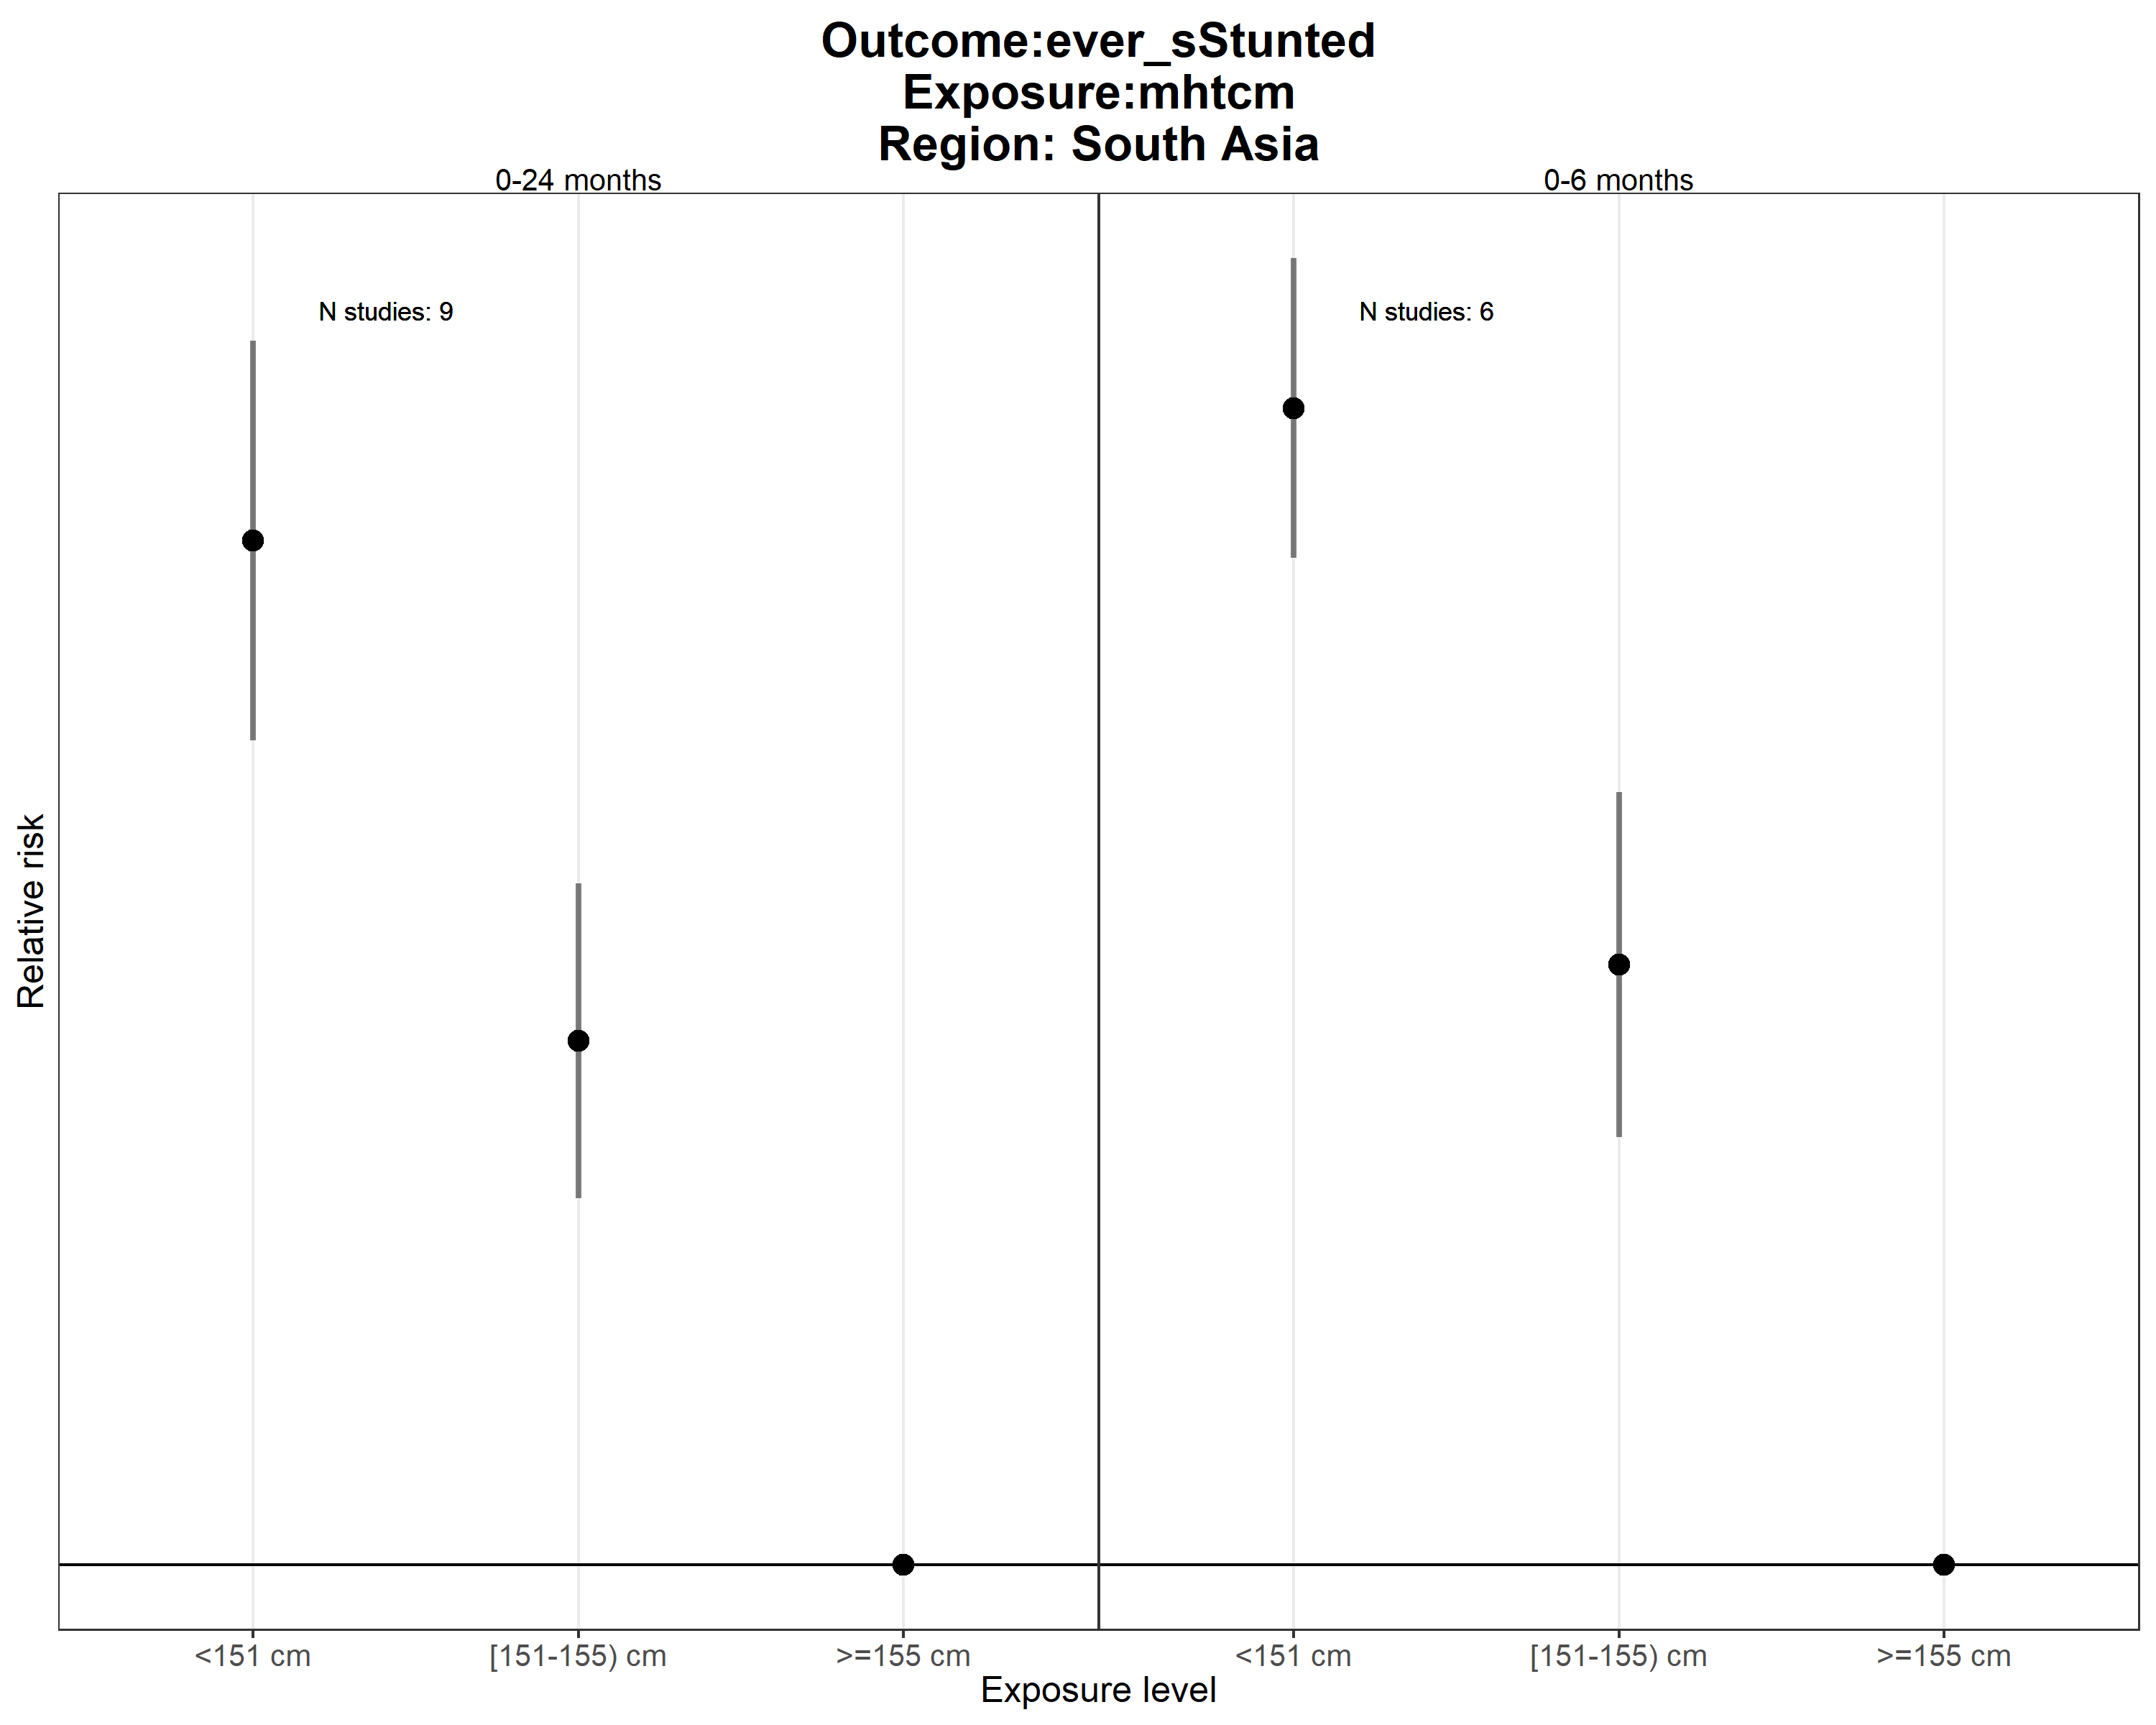 Outcome:ever_sStunted
Exposure:mhtcm
Region: South Asia
0-24 months
0-6 months
N studies: 9
N studies: 6
Relative risk
<151 cm
[151-155) cm
>=155 cm
<151 cm
[151-155) cm
>=155 cm
Exposure level